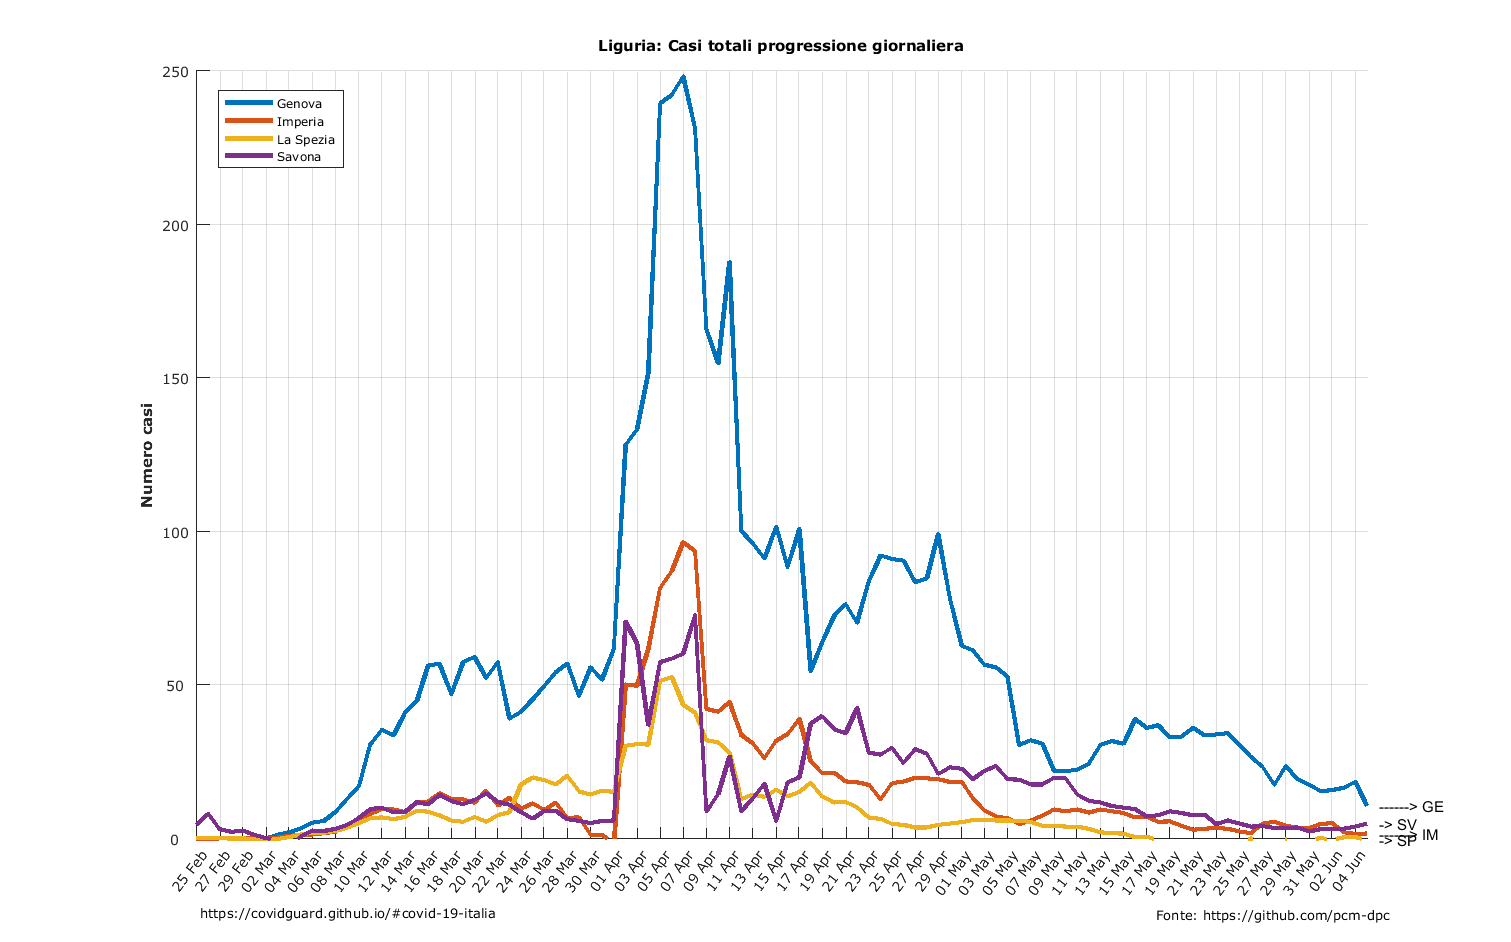 Liguria: Casi totali progressione giornaliera
250
200
150
100
50
0
Numero casi
Genova
Imperia
La Spezia
Savona
------> GE
-> SV
------> IM
-> SP
25 Feb
27 Feb
29 Feb
02 Mar
04 Mar
06 Mar
08 Mar
10 Mar
12 Mar
14 Mar
16 Mar
18 Mar
20 Mar
22 Mar
24 Mar
26 Mar
28 Mar
30 Mar
01 Apr
03 Apr
05 Apr
07 Apr
09 Apr
11 Apr
13 Apr
15 Apr
17 Apr
19 Apr
21 Apr
23 Apr
25 Apr
27 Apr
29 Apr
01 May
03 May
05 May
07 May
09 May
11 May
13 May
15 May
17 May
19 May
21 May
23 May
25 May
27 May
29 May
31 May
02 Jun
04 Jun
https://covidguard.github.io/#covid-19-italia
Fonte: https://github.com/pcm-dpc